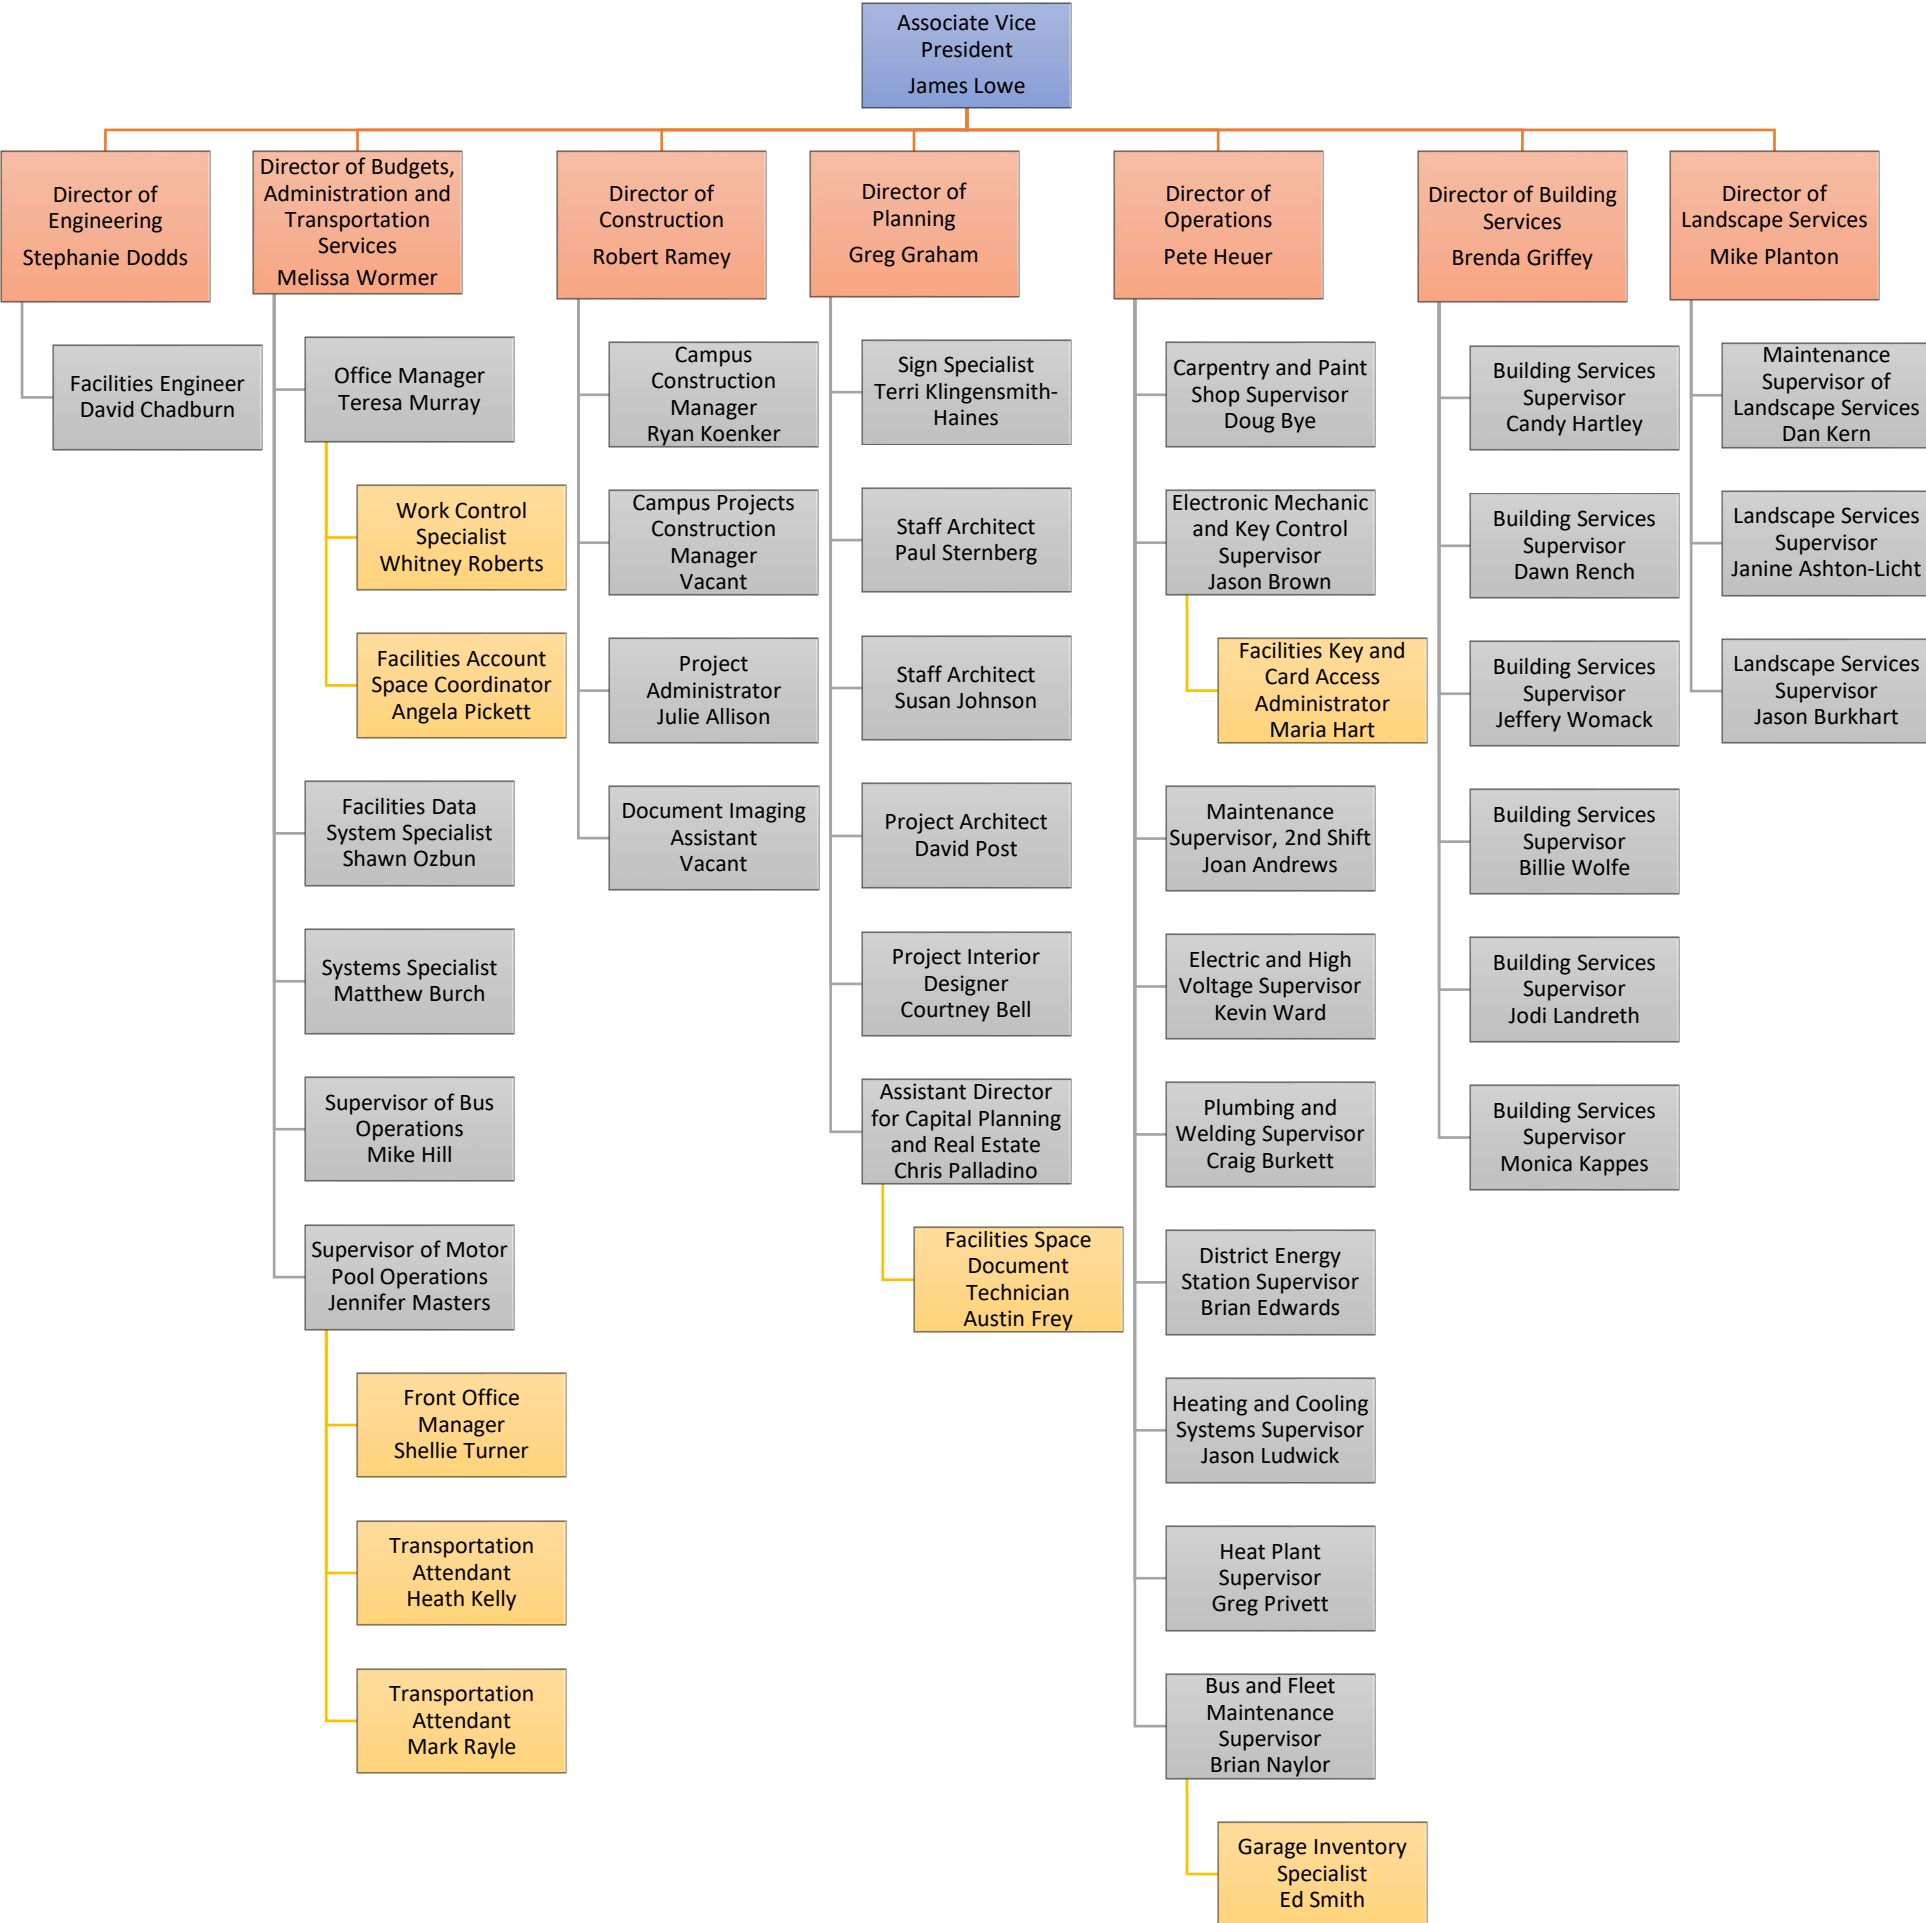 Associate Vice
President
James Lowe
Director of
Engineering
Stephanie Dodds
Director of Budgets,
Administration and
Transportation
Services
Melissa Wormer
Director of
Construction
Robert Ramey
Director of
Planning
Greg Graham
Director of
Operations
Pete Heuer
Director of Building
Services
Brenda Griffey
Director of
Landscape Services
Mike Planton
Facilities Engineer
David Chadburn
Office Manager
Teresa Murray
Work Control
Specialist
Whitney Roberts
Facilities Account
Space Coordinator
Angela Pickett
Facilities Data
System Specialist
Shawn Ozbun
Systems Specialist
Matthew Burch
Supervisor of Bus
Operations
Mike Hill
Supervisor of Motor
Pool Operations
Jennifer Masters
Front Office
Manager
Shellie Turner
Transportation
Attendant
Heath Kelly
Transportation
Attendant
Mark Rayle
Campus
Construction
Manager
Ryan Koenker
Campus Projects
Construction
Manager
Vacant
Project
Administrator
Julie Allison
Document Imaging
Assistant
Vacant
Sign Specialist
Terri Klingensmith-
Haines
Staff Architect
Paul Sternberg
Staff Architect
Susan Johnson
Project Architect
David Post
Project Interior
Designer
Courtney Bell
Assistant Director
for Capital Planning
and Real Estate
Chris Palladino
Facilities Space
Document
Technician
Austin Frey
Carpentry and Paint
Shop Supervisor
Doug Bye
Electronic Mechanic
and Key Control
Supervisor
Jason Brown
Facilities Key and
Card Access
Administrator
Maria Hart
Maintenance
Supervisor, 2nd Shift
Joan Andrews
Electric and High
Voltage Supervisor
Kevin Ward
Plumbing and
Welding Supervisor
Craig Burkett
District Energy
Station Supervisor
Brian Edwards
Heating and Cooling
Systems Supervisor
Jason Ludwick
Heat Plant
Supervisor
Greg Privett
Bus and Fleet
Maintenance
Supervisor
Brian Naylor
Garage Inventory
Specialist
Ed Smith
Building Services
Supervisor
Candy Hartley
Building Services
Supervisor
Dawn Rench
Building Services
Supervisor
Jeffery Womack
Building Services
Supervisor
Billie Wolfe
Building Services
Supervisor
Jodi Landreth
Building Services
Supervisor
Monica Kappes
Maintenance
Supervisor of
Landscape Services
Dan Kern
Landscape Services
Supervisor
Janine Ashton-Licht
Landscape Services
Supervisor
Jason Burkhart